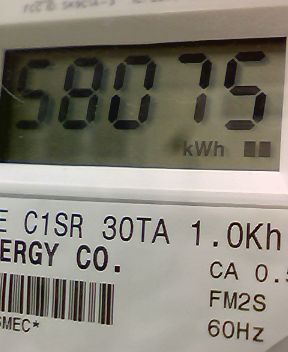 58075
kWh
E C1SR 30TA 1.0Kh
ERGY CO.
CA 0.5
FM2S
60Hz